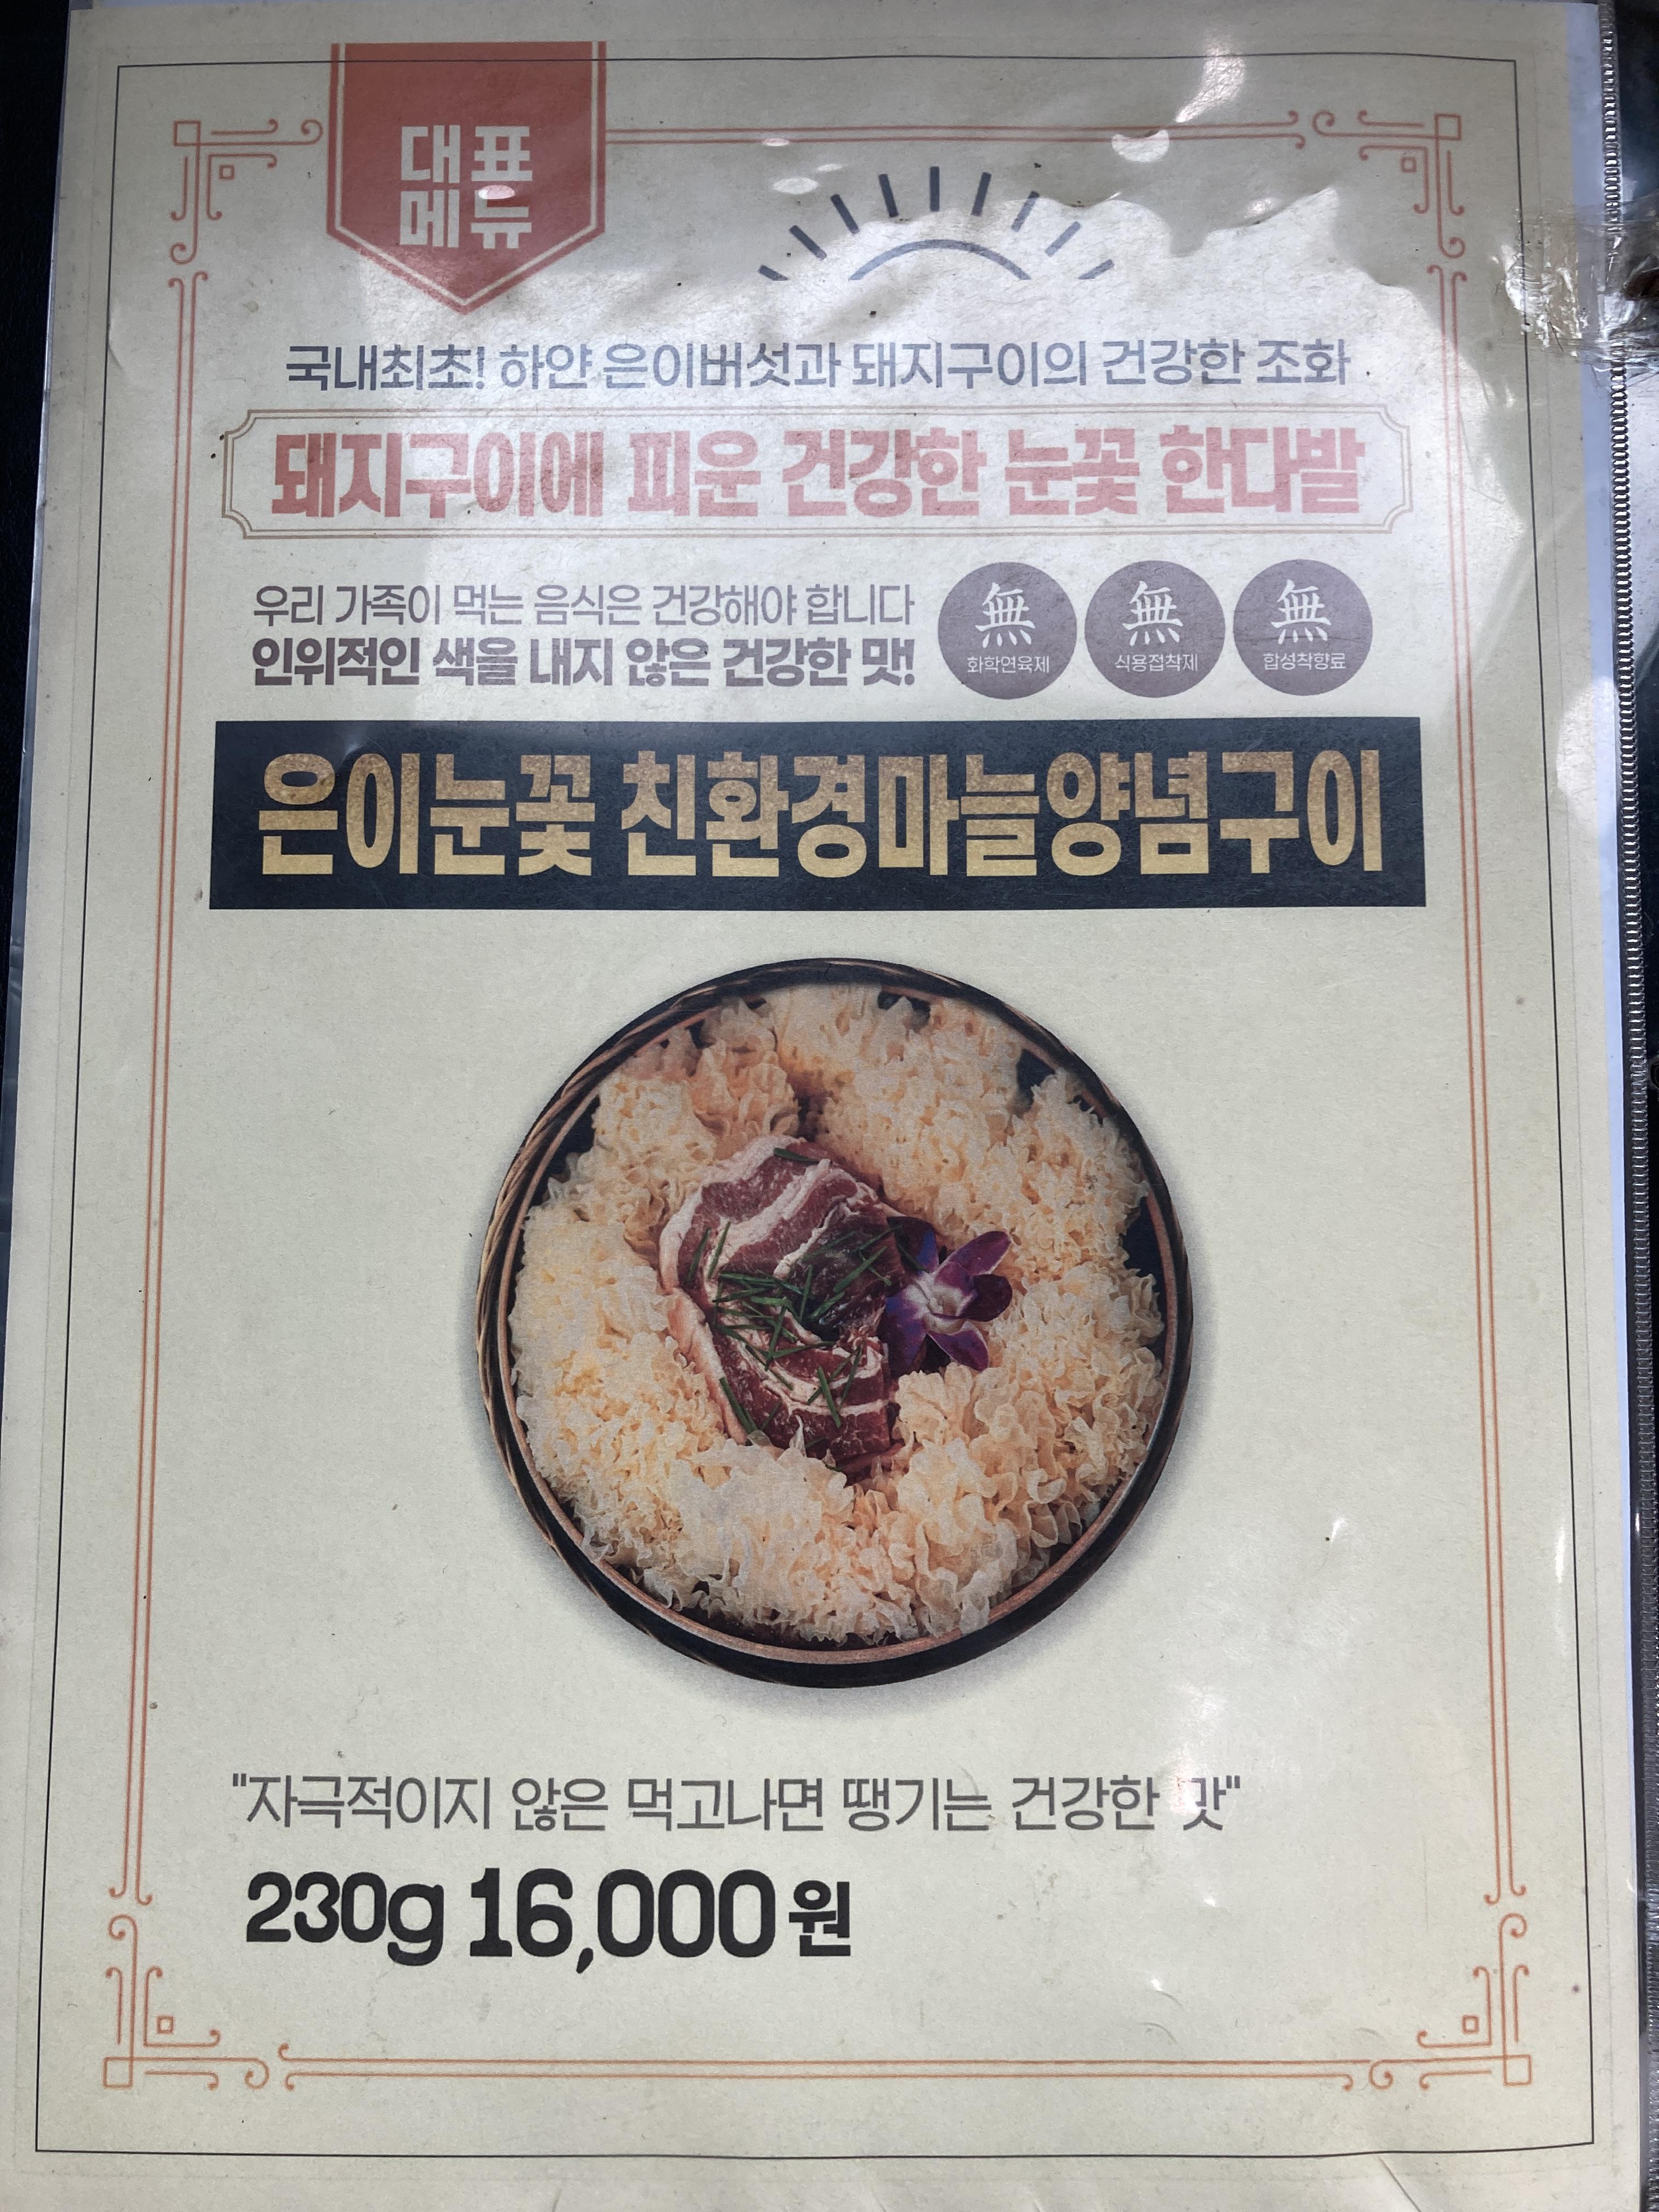 대표
메뉴
국내최초! 하얀 은이버섯과 돼지구이의 건강한 조화
돼지구이에 피운 건강한 눈꽃 한다발
우리 가족이 먹는 음식은 건강해야 합니다
인위적인 색을 내지 않은 건강한 맛!
無
화학연육제
無
식용접착제
無
합성착향료
은이눈꽃 친환경마늘양념구이
"자극적이지 않은 먹고나면 땡기는 건강한 맛"
230g 16,000원